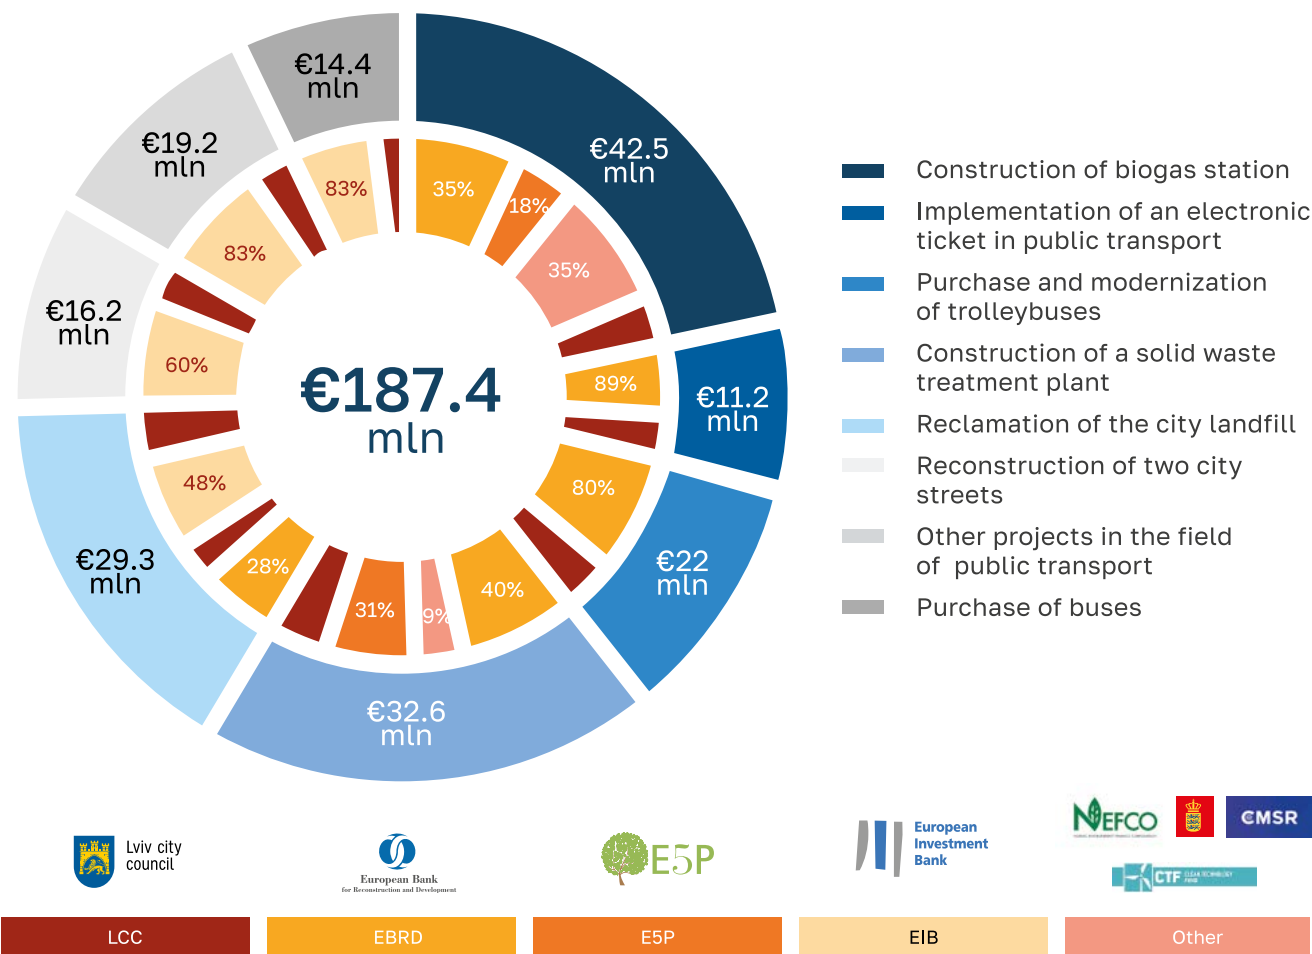 €14.4
mln
€42.5
mln
€19.2
mln
83%
35%
18%
83%
35%
€16.2
mln
60%
€187.4
mln
89%
€11.2
mln
48%
80%
€29.3
mln
28%
31%
9%
40%
€22
mln
€32.6
mln
Construction of biogas station
Implementation of an electronic
ticket in public transport
Purchase and modernization
of trolleybuses
Construction of a solid waste
treatment plant
Reclamation of the city landfill
Reconstruction of two city
streets
Other projects in the field
of public transport
Purchase of buses
Lviv city
council
European Bank
for Reconstruction and Development
E5P
European
Investment
Bank
NEFCO
CMSR
CTF CLEAN TECHNOLOGY
FUND
LCC
EBRD
E5P
EIB
Other